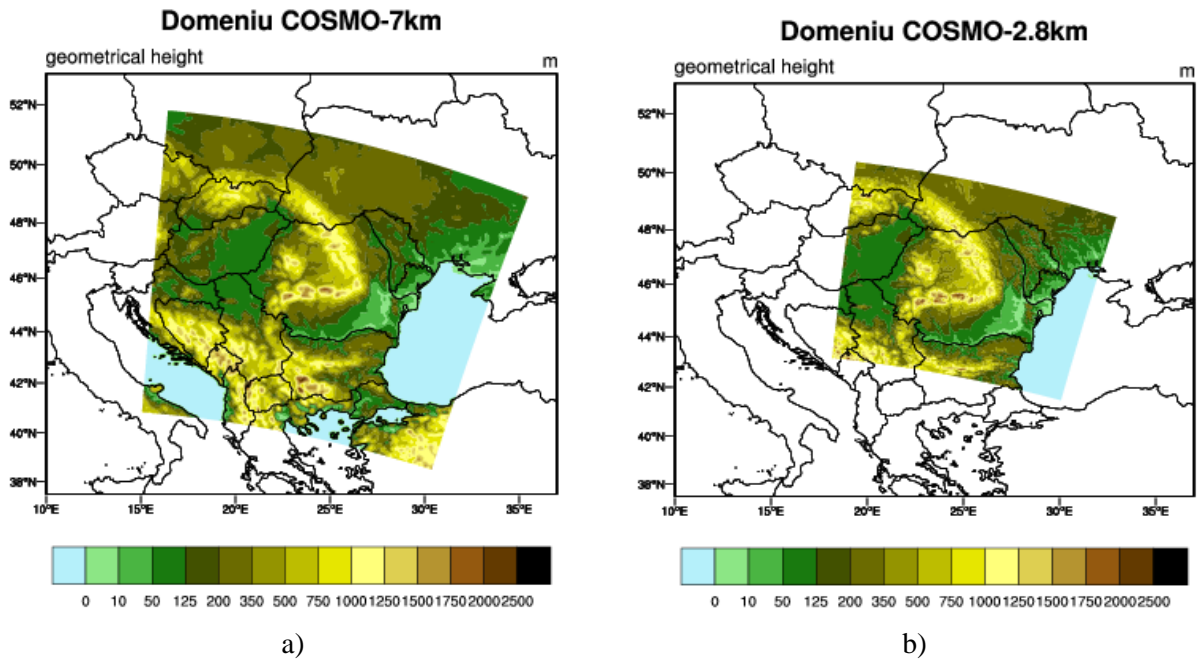 Domeniu COSMO-7km
geometrical height m
52°N
50°N
48°N
46°N
44°N
42°N
40°N
38°N
10°E 15°E 20°E 25°E 30°E 35°E
0 10 50 125 200 350 500 750 1000 1250 1500 1750 2000 2500
a)
Domeniu COSMO-2.8km
geometrical height m
52°N
50°N
48°N
46°N
44°N
42°N
40°N
38°N
10°E 15°E 20°E 25°E 30°E 35°E
0 10 50 125 200 350 500 750 1000 1250 1500 1750 2000 2500
b)